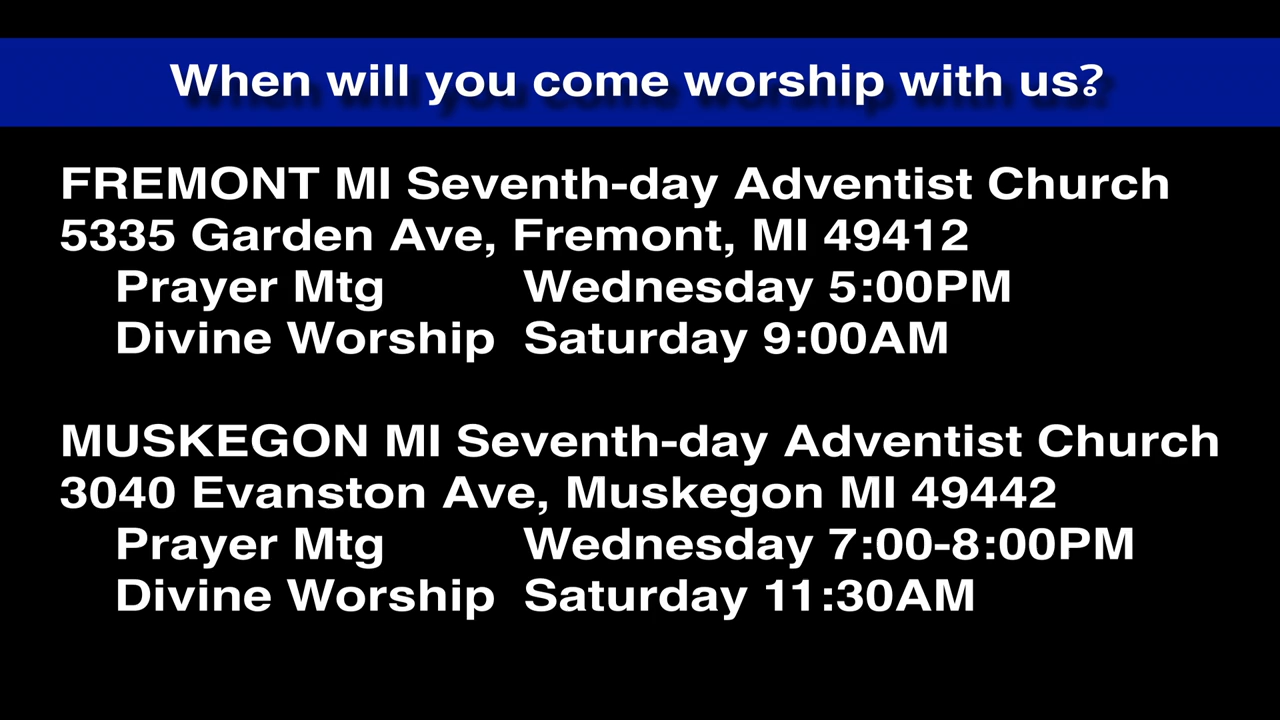 When will you come worship with us?
FREMONT MI Seventh-day Adventist Church
5335 Garden Ave, Fremont, MI 49412
Prayer Mtg Wednesday 5:00PM
Divine Worship Saturday 9:00AM
MUSKEGON MI Seventh-day Adventist Church
3040 Evanston Ave, Muskegon MI 49442
Prayer Mtg Wednesday 7:00-8:00PM
Divine Worship Saturday 11:30AM